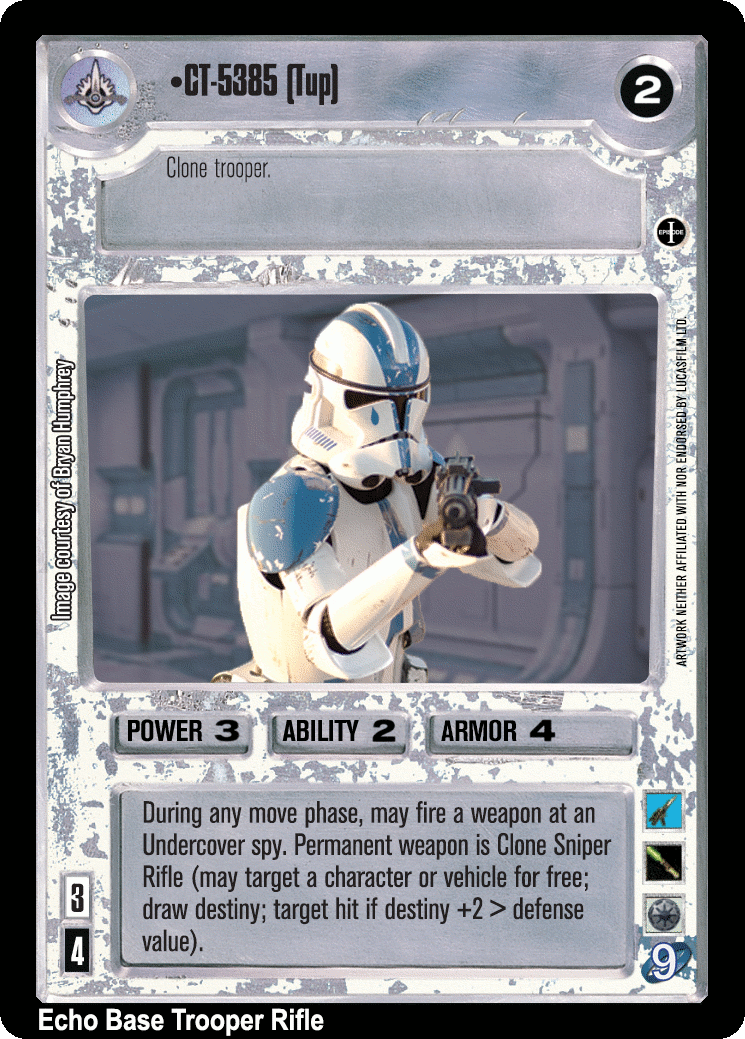 •CT-5385 (Tup)
2
Clone trooper.
EPISODE
I
Image courtesy of Bryan Humphrey
ARTWORK NEITHER AFFILIATED WITH NOR ENDORSED BY LUCASFILM LTD.
POWER 3
ABILITY 2
ARMOR 4
During any move phase, may fire a weapon at an
Undercover spy. Permanent weapon is Clone Sniper
Rifle (may target a character or vehicle for free;
draw destiny; target hit if destiny +2 > defense
value).
3
4
9
Echo Base Trooper Rifle